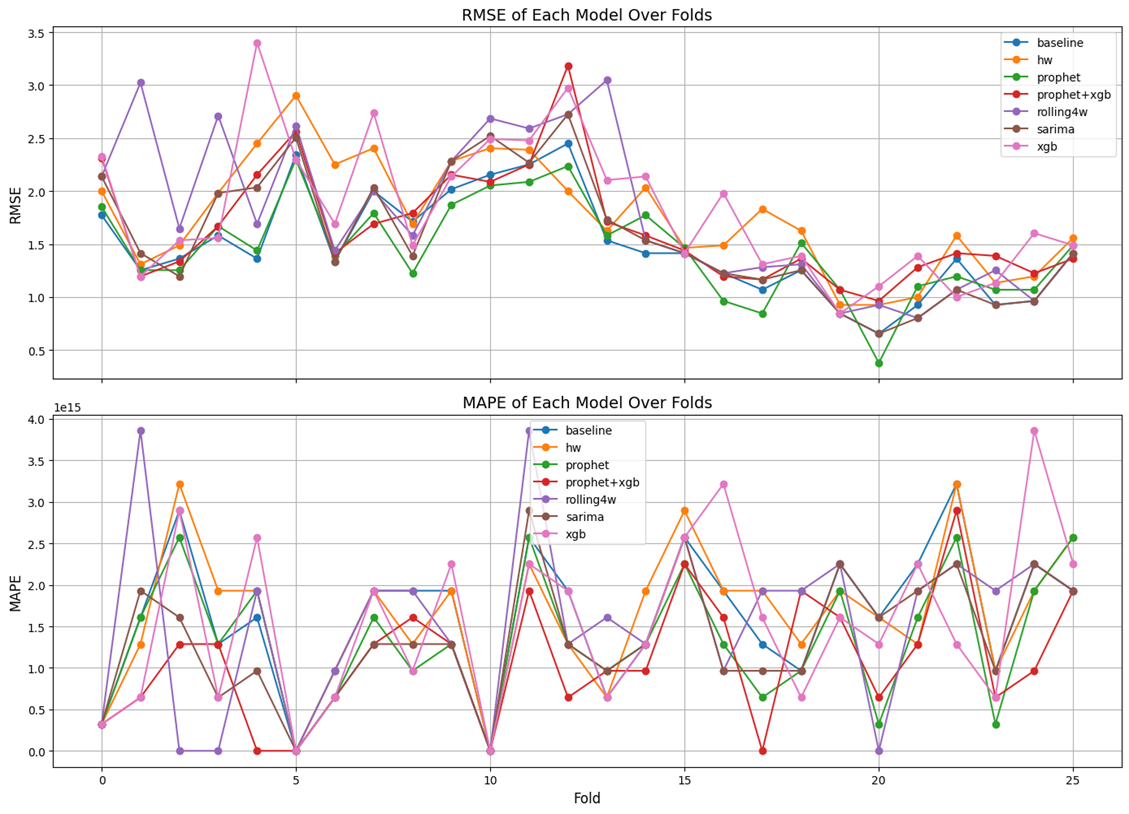 RMSE of Each Model Over Folds
3.5
3.0
2.5
2.0
1.5
1.0
0.5
RMSE
baseline
hw
prophet
prophet+xgb
rolling4w
sarima
xgb
MAPE of Each Model Over Folds
1e15
4.0
3.5
3.0
2.5
2.0
1.5
1.0
0.5
0.0
MAPE
baseline
hw
prophet
prophet+xgb
rolling4w
sarima
xgb
0 5 10 15 20 25
Fold